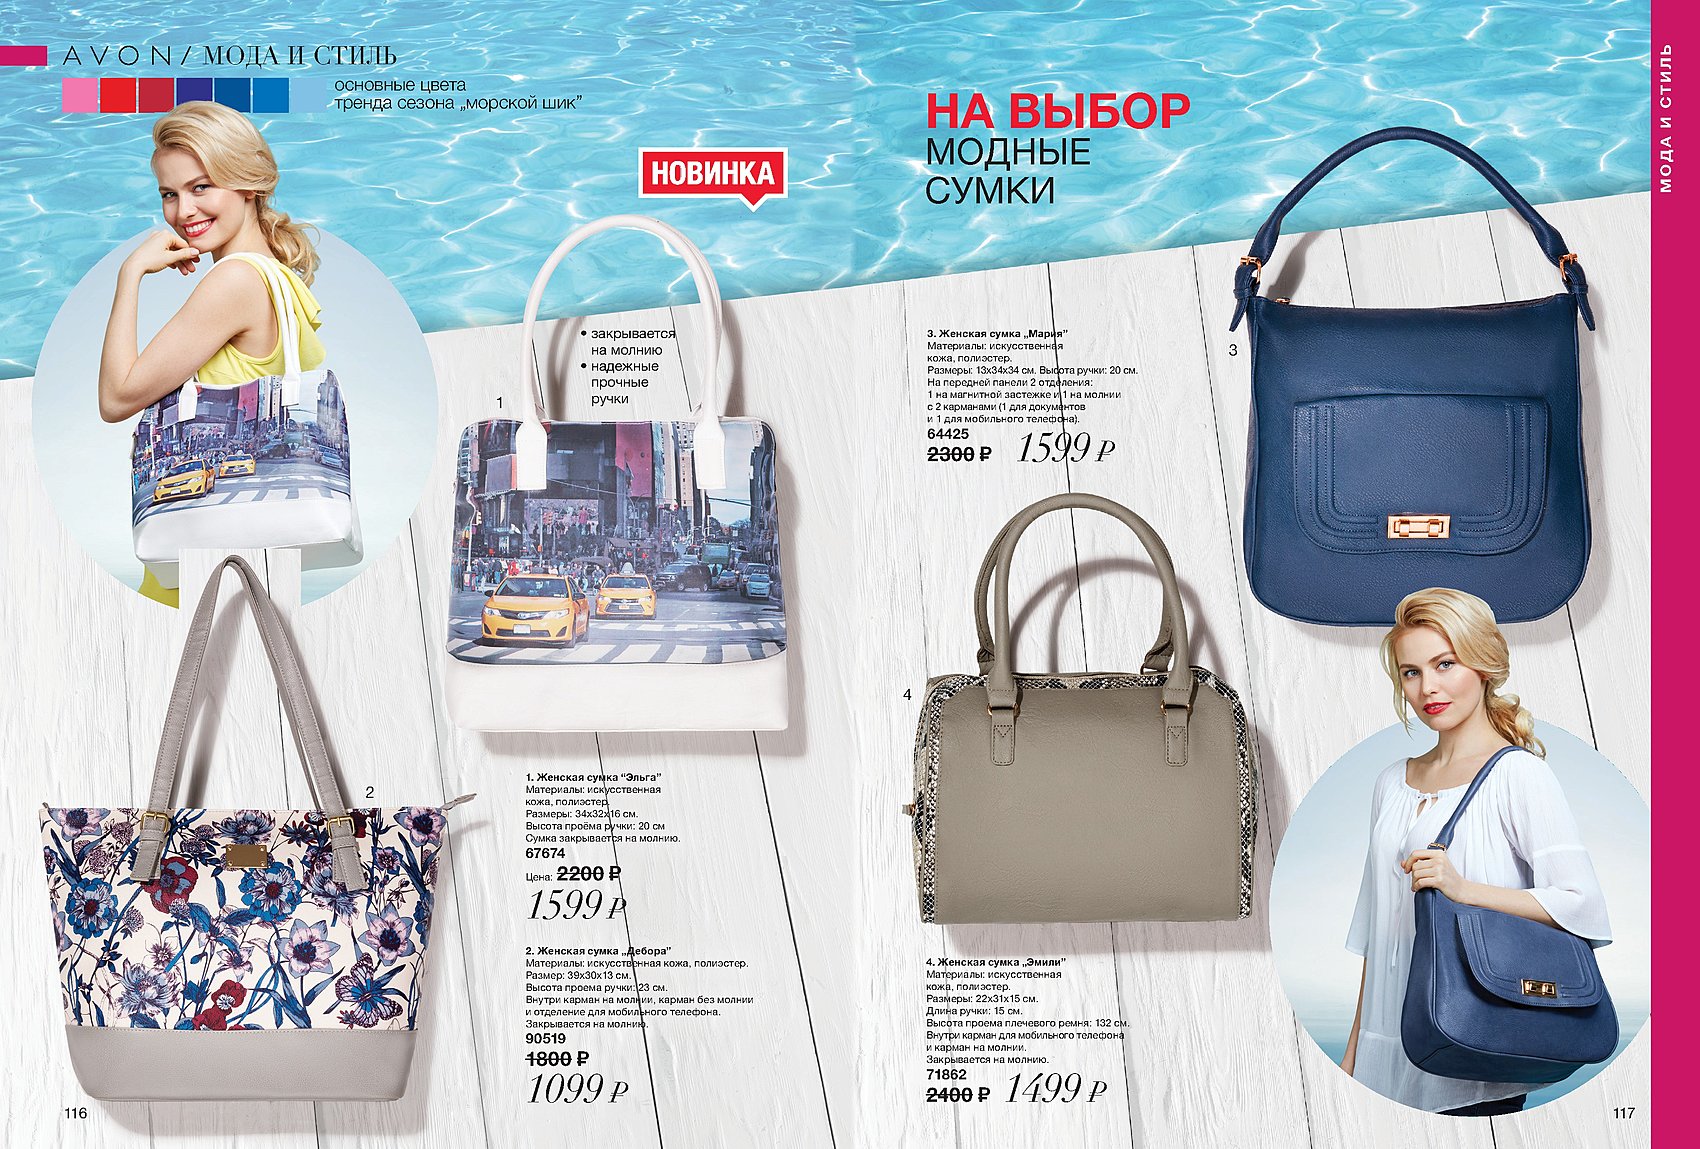 AVON / МОДА И СТИЛЬ
основные цвета
тренда сезона „морской шик”
НОВИНКА
• закрывается
на молнию
• надежные
прочные
ручки
1
2
1. Женская сумка “Эльга”
Материалы: искусственная
кожа, полиэстер.
Размеры: 34х32х16 см.
Высота проёма ручки: 20 см
Сумка закрывается на молнию.
67674
Цена: 2200 ₽
1599 ₽
2. Женская сумка „Дебора”
Материалы: искусственная кожа, полиэстер.
Размер: 39х30х13 см.
Высота проема ручки: 23 см.
Внутри карман на молнии, карман без молнии
и отделение для мобильного телефона.
Закрывается на молнию.
90519
1800 ₽
1099 ₽
116
НА ВЫБОР
МОДНЫЕ
СУМКИ
3. Женская сумка „Мария”
Материалы: искусственная
кожа, полиэстер.
Размеры: 13х34х34 см. Высота ручки: 20 см.
На передней панели 2 отделения:
1 на магнитной застежке и 1 на молнии
с 2 карманами (1 для документов
и 1 для мобильного телефона).
64425
2300 ₽ 1599 ₽
3
4
4. Женская сумка „Эмили”
Материалы: искусственная
кожа, полиэстер.
Размеры: 22х31х15 см.
Длина ручки: 15 см.
Высота проема плечевого ремня: 132 см.
Внутри карман для мобильного телефона
и карман на молнии.
Закрывается на молнию.
71862
2400 ₽ 1499 ₽
МОДА И СТИЛЬ
117